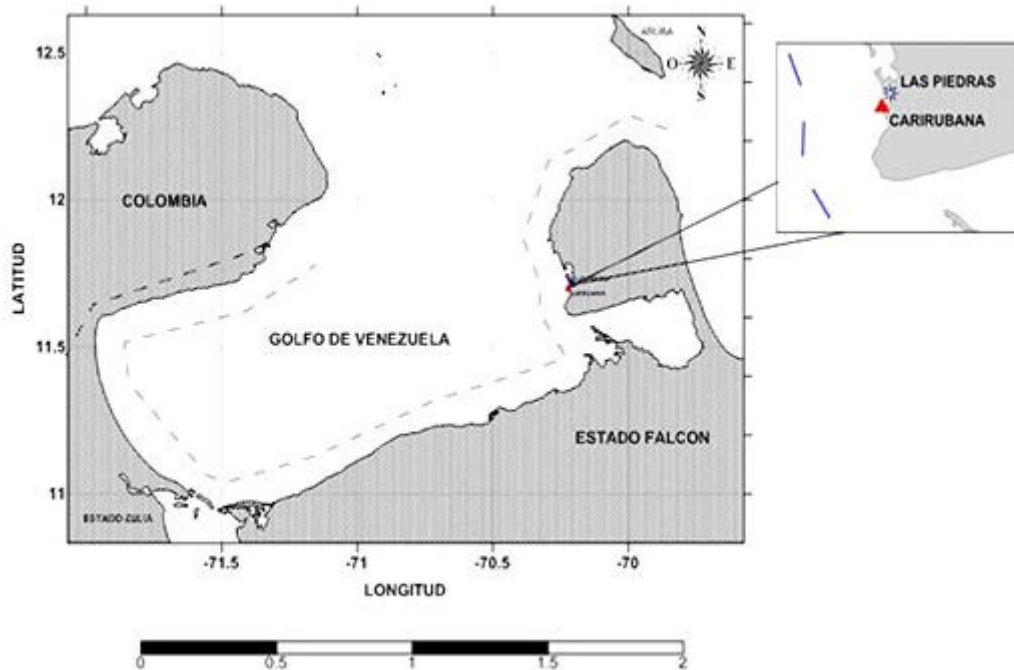 12.5
ARUBA
O
E
LAS PIEDRAS
CARIRUBANA
COLOMBIA
12
LATITUD
11.5
GOLFO DE VENEZUELA
ESTADO FALCON
11
ESTADO ZULIA
-71.5
-71
-70.5
-70
LONGITUD
0
0.5
1
1.5
2